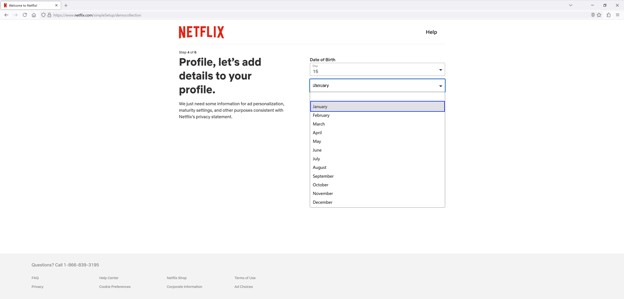 Welcome to Netflix!
https://www.netflix.com/simpleSetup/demoCollection
NETFLIX
Help
Step 4 of 5
Profile, let's add
details to your
profile.
We just need some information for ad personalization,
maturity settings, and other purposes consistent with
Netflix's privacy statement.
Date of Birth
Day
15
January
January
February
March
April
May
June
July
August
September
October
November
December
Questions? Call 1-866-839-3195
FAQ
Help Center
Netflix Shop
Terms of Use
Privacy
Cookie Preferences
Corporate Information
Ad Choices